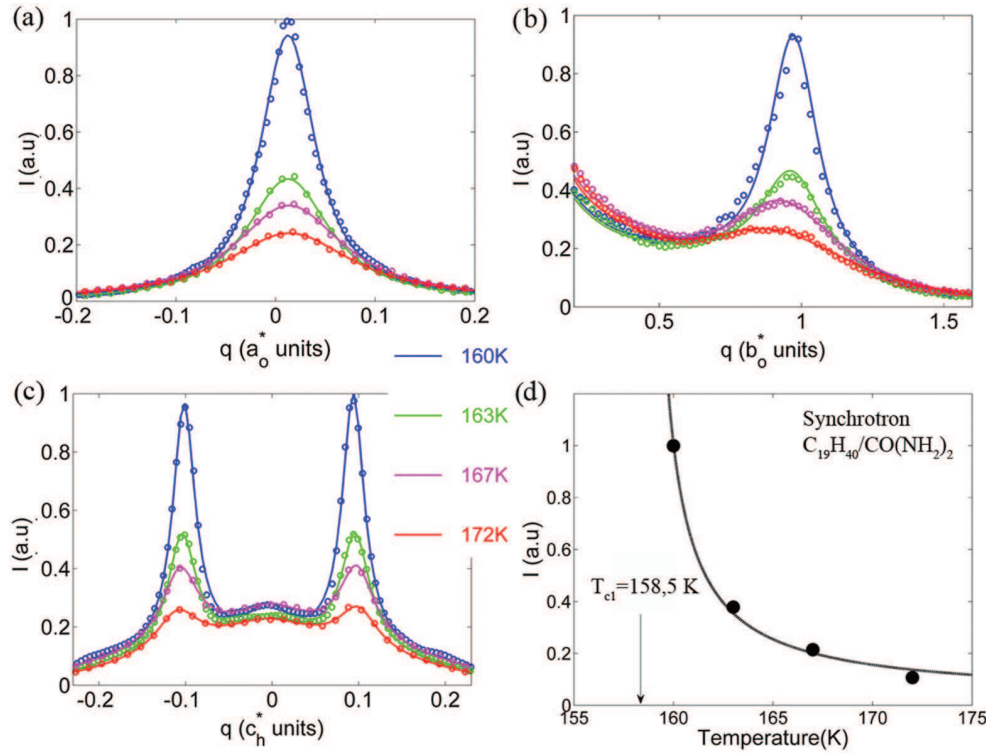 (a)
1
0.8
0.6
0.4
0.2
0
I (a.u)
-0.2 -0.1 0 0.1 0.2
q (a*o units)
(b)
1
0.8
0.6
0.4
0.2
0
I (a.u)
0.5 1 1.5
q (b*o units)
160K
163K
167K
172K
(c)
1
0.8
0.6
0.4
0.2
0
I (a.u)
-0.2 -0.1 0 0.1 0.2
q (c*h units)
(d)
Synchrotron
C19H40/CO(NH2)2
1
0.8
0.6
0.4
0.2
0
I (a.u)
Tc1=158,5 K
155 160 165 170 175
Temperature(K)